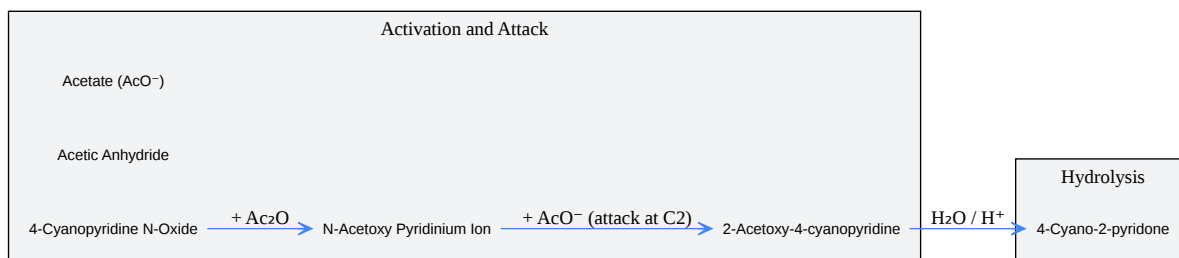 Activation and Attack
Acetate (AcO⁻)
Acetic Anhydride
Hydrolysis
4-Cyanopyridine N-Oxide
+ Ac₂O
N-Acetoxy Pyridinium Ion
+ AcO⁻ (attack at C2)
2-Acetoxy-4-cyanopyridine
H₂O / H⁺
4-Cyano-2-pyridone